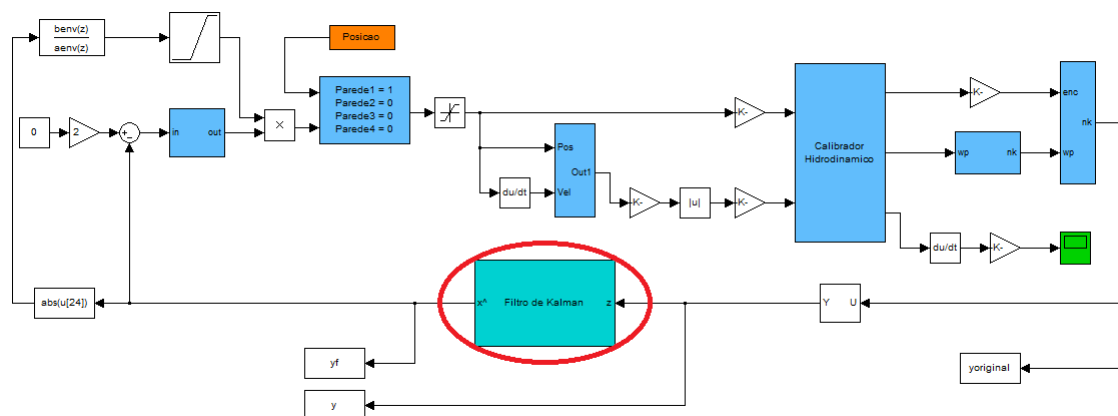 benv(z)
aenv(z)
Posicao
Parede1 = 1
Parede2 = 0
Parede3 = 0
Parede4 = 0
0
2
+
-
in
out
×
K-
Pos
Out1
Vel
du/dt
K-
|u|
K-
Calibrador
Hidrodinamico
K-
wp
nk
enc
nk
wp
du/dt
K-
abs(u[24])
x^
Filtro de Kalman
z
Y
U
yf
y
yoriginal